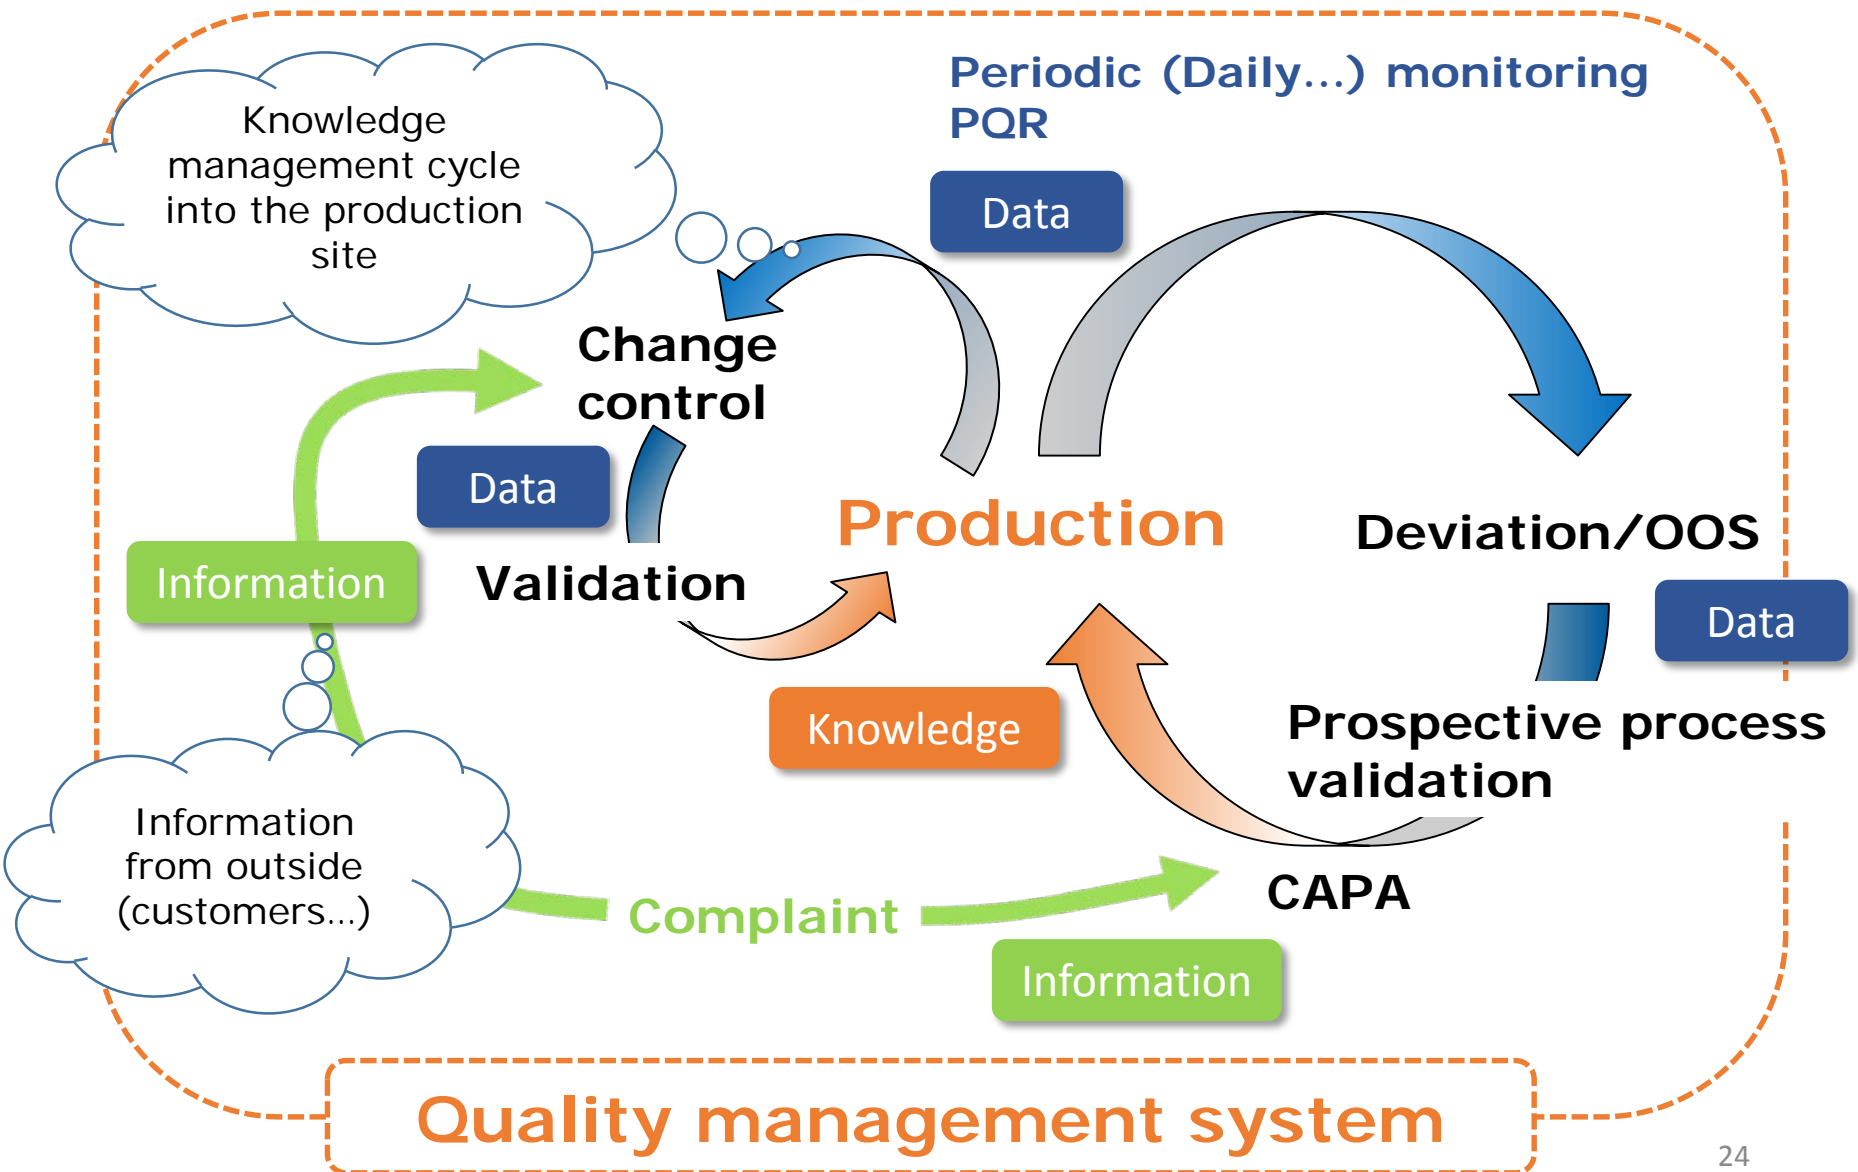 Knowledge
management cycle
into the production
site
Periodic (Daily...) monitoring
PQR
Data
Change
control
Data
Information
Validation
Production
Deviation/OOS
Data
Knowledge
Prospective process
validation
Information
from outside
(customers...)
Complaint
CAPA
Information
Quality management system
24